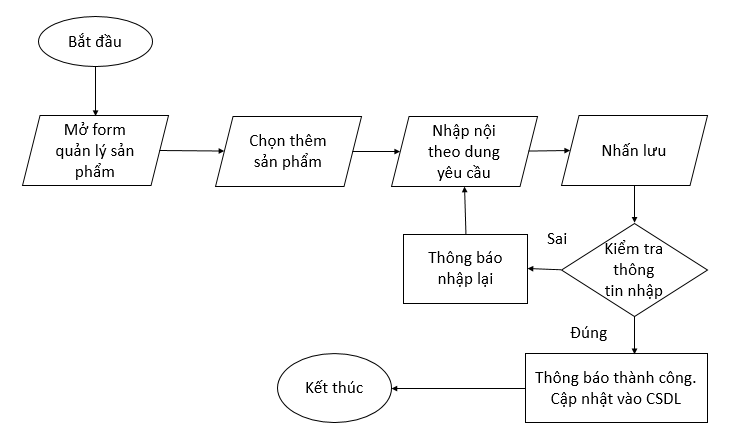 Bắt đầu
Mở form
quản lý sản
phẩm
Chọn thêm
sản phẩm
Nhập nội
theo dung
yêu cầu
Nhấn lưu
Kiểm tra
thông
tin nhập
Sai
Thông báo
nhập lại
Đúng
Thông báo thành công.
Cập nhật vào CSDL
Kết thúc